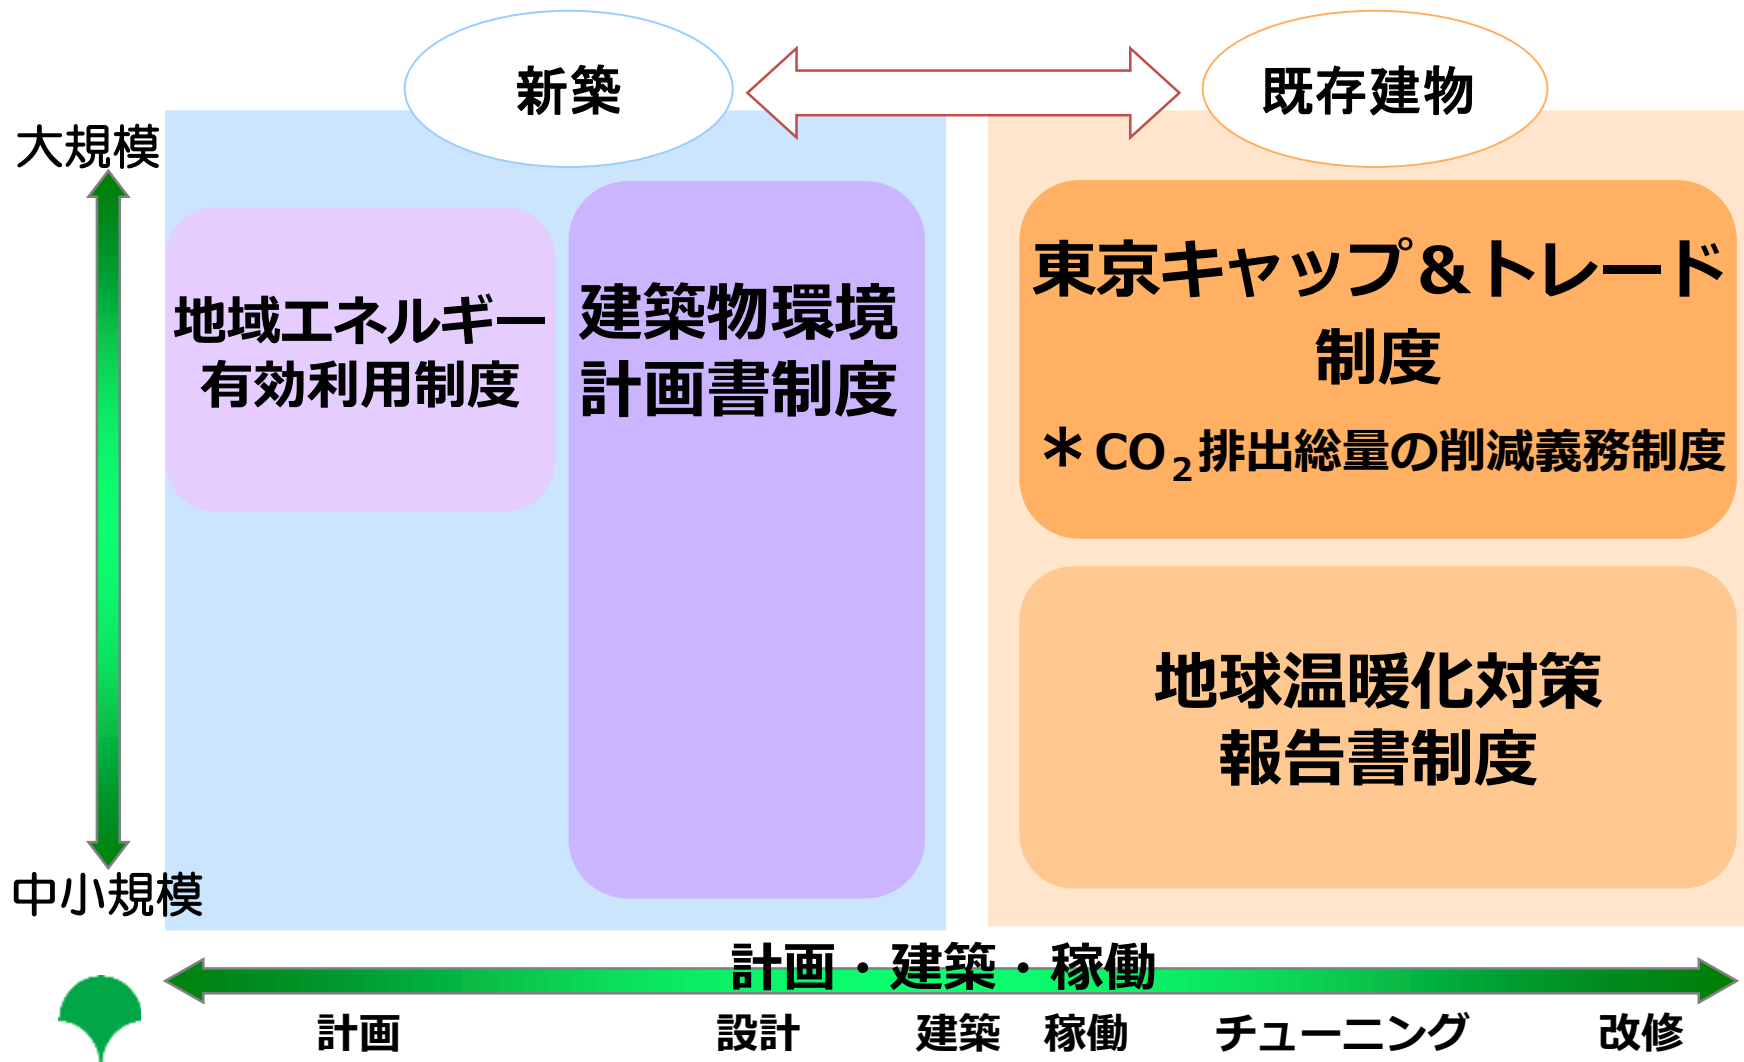 新築
既存建物
大規模
地域エネルギー
有効利用制度
建築物環境
計画書制度
東京キャップ＆トレード
制度
＊CO₂排出総量の削減義務制度
地球温暖化対策
報告書制度
中小規模
計画・建築・稼働
計画
設計
建築
稼働
チューニング
改修